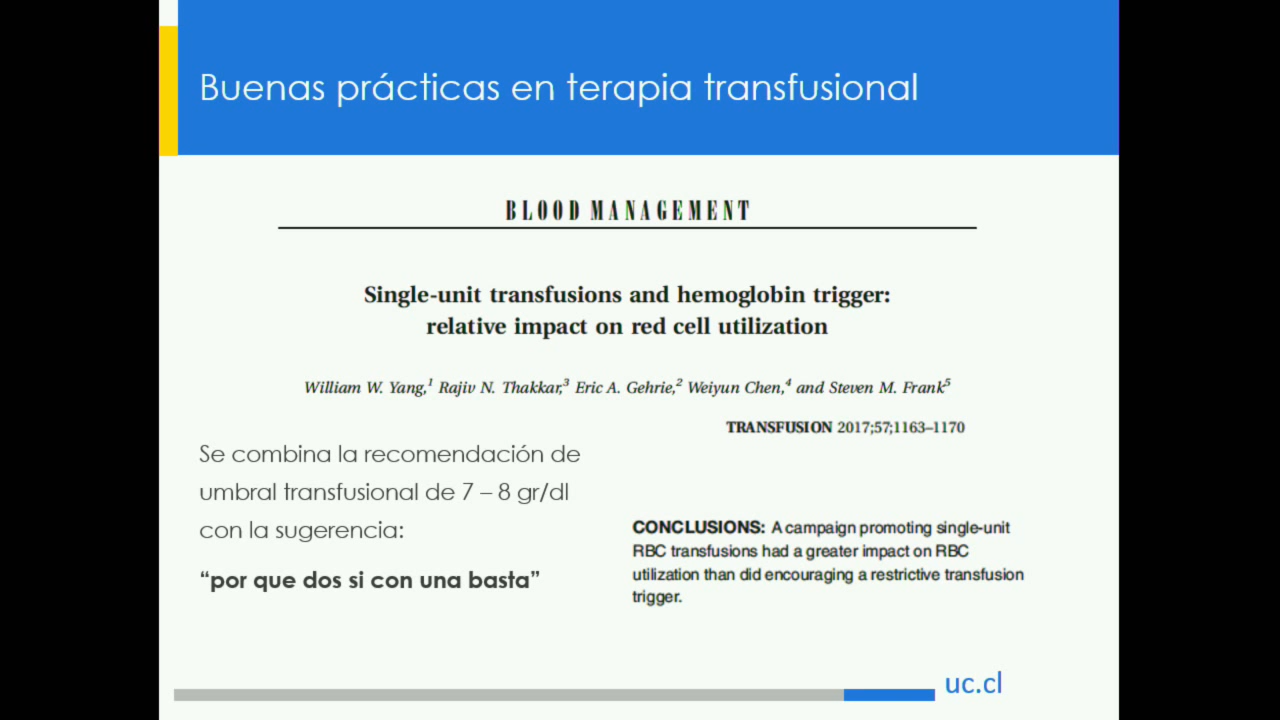 Buenas prácticas en terapia transfusional
BLOOD MANAGEMENT
Single-unit transfusions and hemoglobin trigger:
relative impact on red cell utilization
William W. Yang,¹ Rajiv N. Thakkar,³ Eric A. Gehrie,² Weiyun Chen,⁴ and Steven M. Frank⁵
TRANSFUSION 2017;57;1163–1170
Se combina la recomendación de
umbral transfusional de 7 – 8 gr/dl
con la sugerencia:
“por que dos si con una basta”
CONCLUSIONS: A campaign promoting single-unit
RBC transfusions had a greater impact on RBC
utilization than did encouraging a restrictive transfusion
trigger.
uc.cl